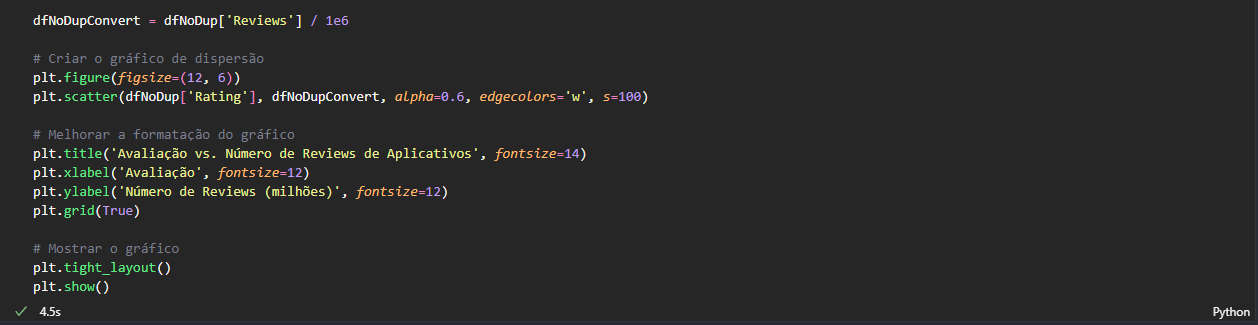 dfNoDupConvert = dfNoDup['Reviews'] / 1e6
# Criar o gráfico de dispersão
plt.figure(figsize=(12, 6))
plt.scatter(dfNoDup['Rating'], dfNoDupConvert, alpha=0.6, edgecolors='w', s=100)
# Melhorar a formatação do gráfico
plt.title('Avaliação vs. Número de Reviews de Aplicativos', fontsize=14)
plt.xlabel('Avaliação', fontsize=12)
plt.ylabel('Número de Reviews (milhões)', fontsize=12)
plt.grid(True)
# Mostrar o gráfico
plt.tight_layout()
plt.show()
4.5s Python